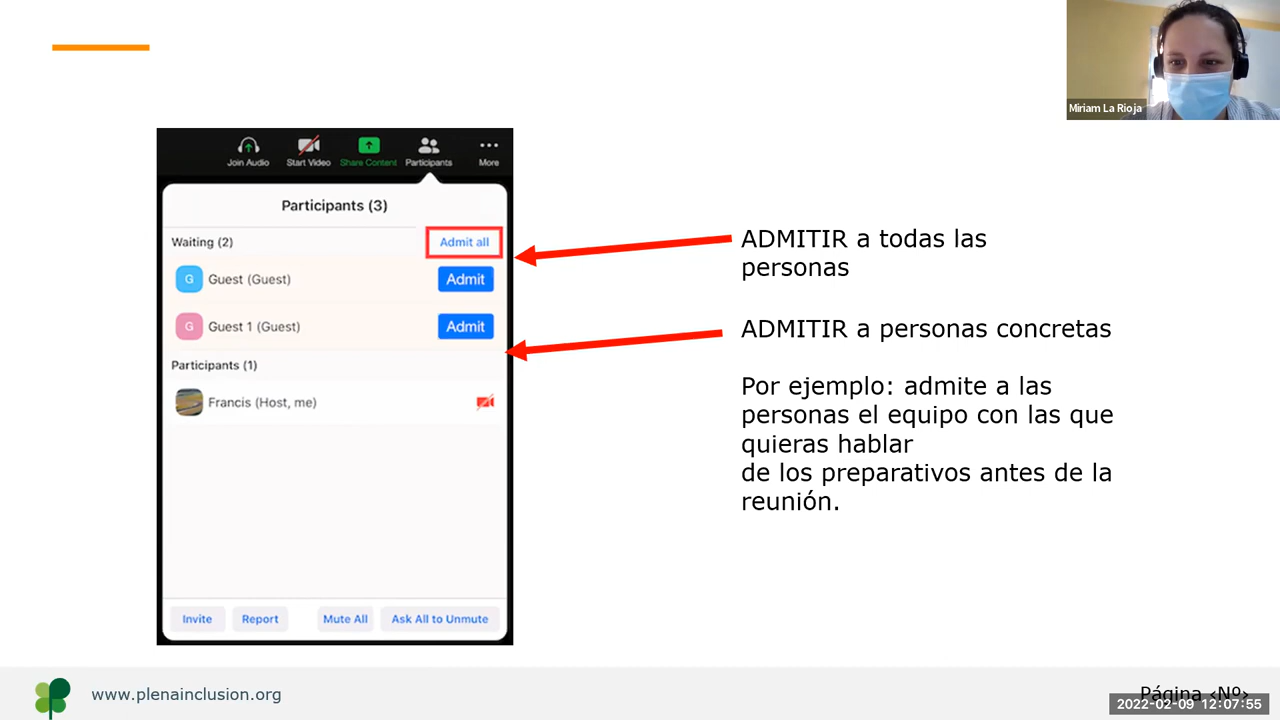 Miriam La Rioja
Join Audio
Start Video
Share Content
Participants
More
Participants (3)
Waiting (2)
Admit all
G
Guest (Guest)
Admit
G
Guest 1 (Guest)
Admit
Participants (1)
Francis (Host, me)
Invite
Report
Mute All
Ask All to Unmute
ADMITIR a todas las
personas
ADMITIR a personas concretas
Por ejemplo: admite a las
personas el equipo con las que
quieras hablar
de los preparativos antes de la
reunión.
www.plenainclusion.org
Página ‹Nº›
2022-02-09 12:07:55